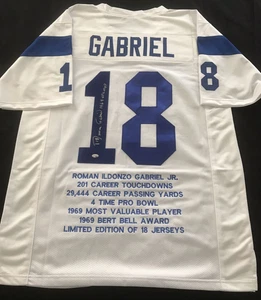 GABRIEL
18 18 18
ROMAN ILDONZO GABRIEL JR.
201 CAREER TOUCHDOWNS
29,444 CAREER PASSING YARDS
4 TIME PRO BOWL
1969 MOST VALUABLE PLAYER
1969 BERT BELL AWARD
LIMITED EDITION OF 18 JERSEYS